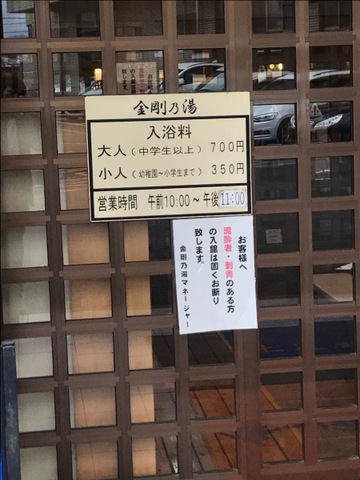 金剛乃湯
入浴料
大人(中学生以上) 700円
小人(幼稚園～小学生まで) 350円
営業時間 午前10:00～午後11:00
お客様へ
泥酔者・刺青のある方
の入館は固くお断り
致します。
金剛乃湯マネージャー